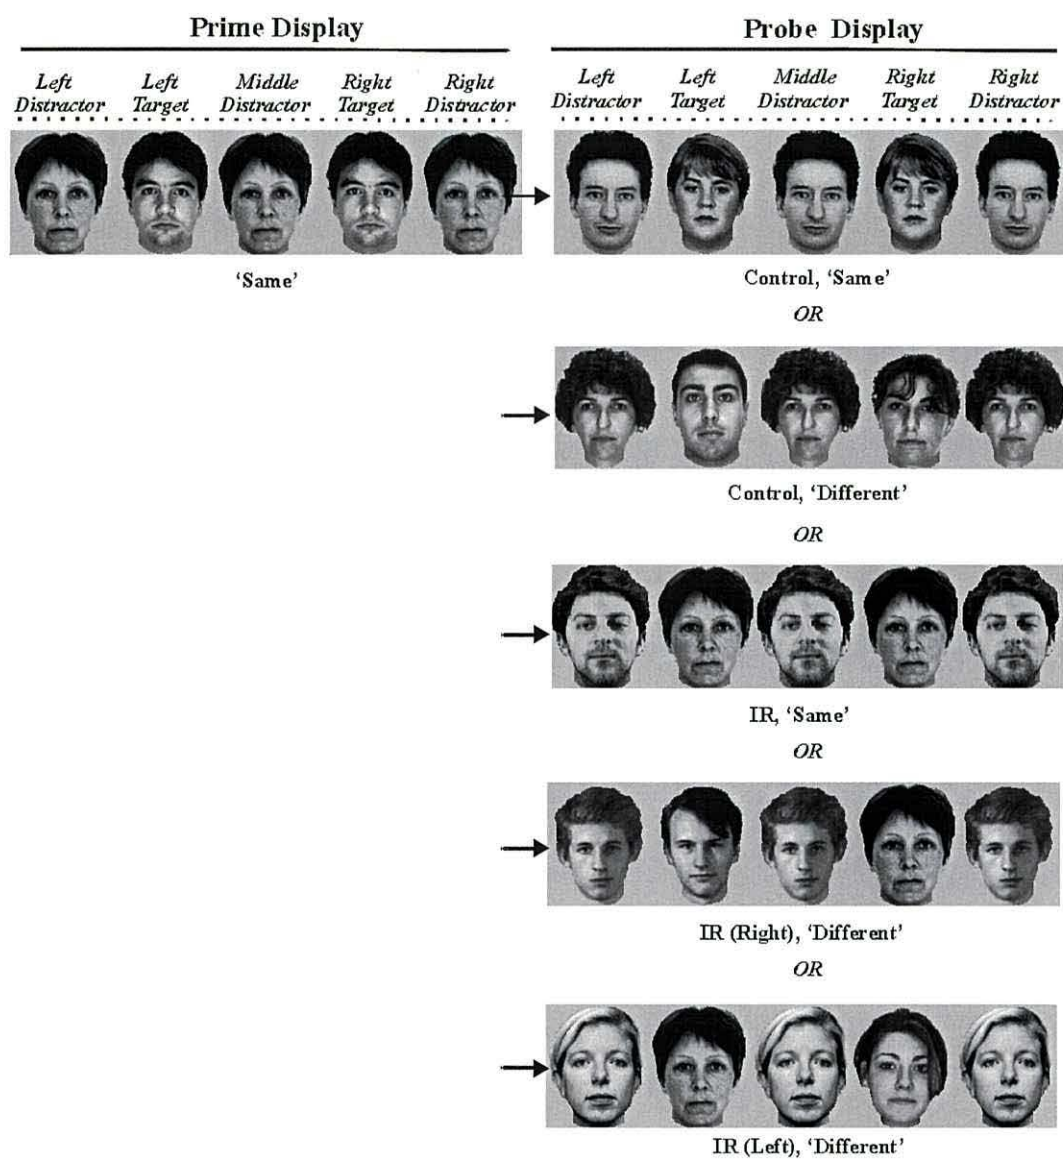 Prime Display
Probe Display
Left Distractor
Left Target
Middle Distractor
Right Target
Right Distractor
Left Distractor
Left Target
Middle Distractor
Right Target
Right Distractor
‘Same’
Control, ‘Same’
OR
Control, ‘Different’
OR
IR, ‘Same’
OR
IR (Right), ‘Different’
OR
IR (Left), ‘Different’